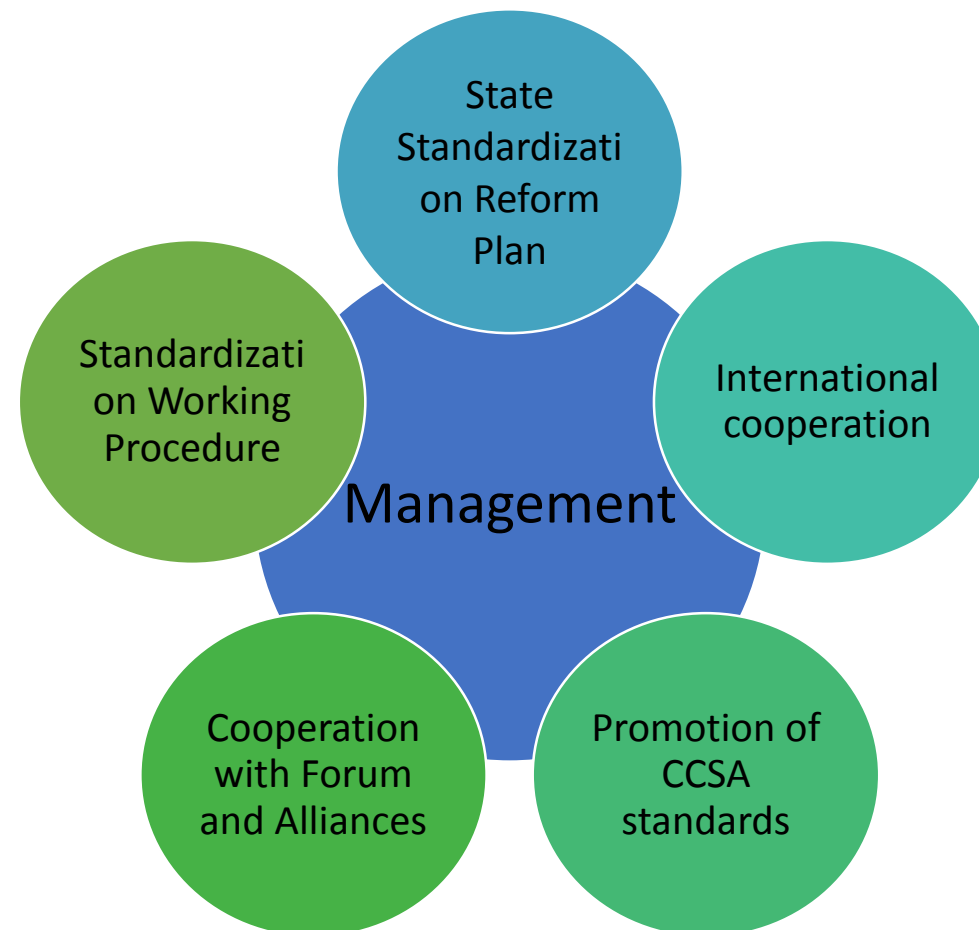 State
Standardizati
on Reform
Plan
International
cooperation
Promotion of
CCSA
standards
Cooperation
with Forum
and Alliances
Standardizati
on Working
Procedure
Management